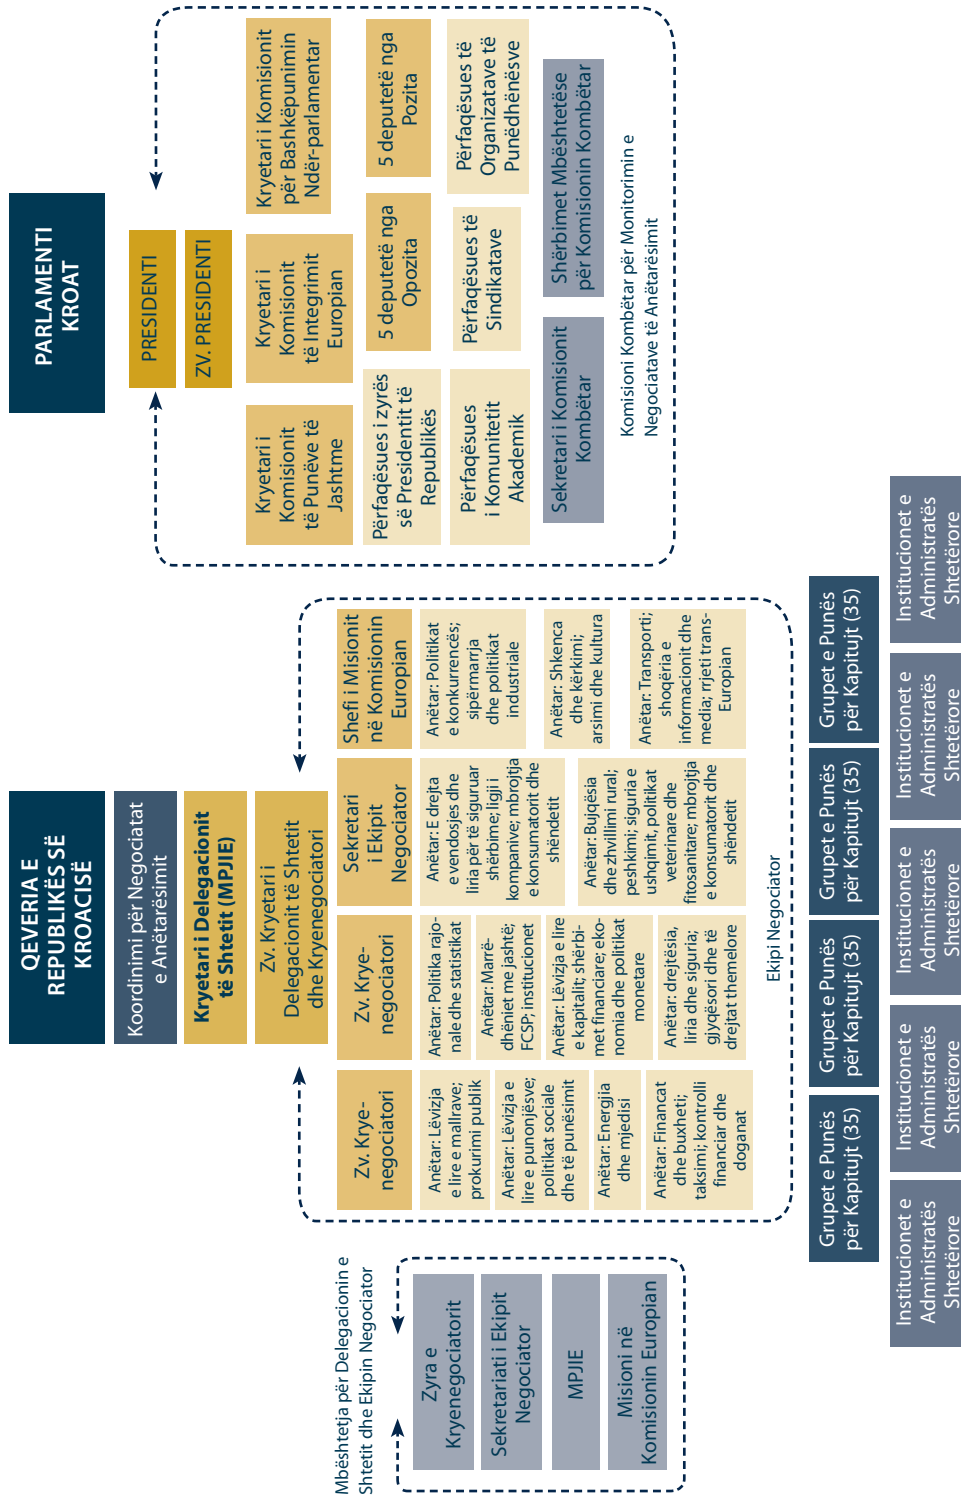 Mbështetja për Delegacionin e
Shtetit dhe Ekipin Negociator
Zyra e
Kryenegociatorit
Sekretariati i Ekipit
Negociator
MPJIE
Misioni në
Komisionin Europian
QEVERIA E
REPUBLIKËS SË
KROACISË
Koordinimi për Negociatat
e Anëtarësimit
Kryetari i Delegacionit
të Shtetit (MPJIE)
Zv. Kryetari i
Delegacionit të Shtetit
dhe Kryenegociatori
Zv. Krye-
negociatori
Anëtar: Lëvizja
e lire e mallrave;
prokurimi publik
Anëtar: Lëvizja e
lire e punonjësve;
politikat sociale
dhe të punësimit
Anëtar: Energjia
dhe mjedisi
Anëtar: Financat
dhe buxheti;
taksimi; kontrolli
financiar dhe
doganat
Zv. Krye-
negociatori
Anëtar: Politika rajo-
nale dhe statistikat
Anëtar: Marrë-
dhëniet me jashtë;
FCSP; institucionet
Anëtar: Lëvizja e lire
e kapitalit; shërbi-
met financiare; eko-
nomia dhe politikat
monetare
Anëtar: drejtësia,
liria dhe siguria;
gjyqësori dhe të
drejtat themelore
Sekretari
i Ekipit
Negociator
Anëtar: E drejta
e vendosjes dhe
liria për të siguruar
shërbime; ligji i
kompanive; mbrojtja
e konsumatorit dhe
shëndetit
Anëtar: Bujqësia
dhe zhvillimi rural;
peshkimi; siguria e
ushqimit, politikat
veterinare dhe
fitosanitare; mbrojtja
e konsumatorit dhe
shëndetit
Shefi i Misionit
në Komisionin
Europian
Anëtar: Politikat
e konkurrencës;
sipërmarrja
dhe politikat
industriale
Anëtar: Shkenca
dhe kërkimi;
arsimi dhe kultura
Anëtar: Transporti;
shoqëria e
informacionit dhe
media; rrjeti trans-
Europian
Ekipi Negociator
Grupet e Punës
për Kapitujt (35)
Grupet e Punës
për Kapitujt (35)
Grupet e Punës
për Kapitujt (35)
Grupet e Punës
për Kapitujt (35)
Institucionet e
Administratës
Shtetërore
Institucionet e
Administratës
Shtetërore
Institucionet e
Administratës
Shtetërore
Institucionet e
Administratës
Shtetërore
Institucionet e
Administratës
Shtetërore
PARLAMENTI
KROAT
PRESIDENTI
ZV. PRESIDENTI
Kryetari i
Komisionit
të Punëve të
Jashtme
Kryetari i
Komisionit
të Integrimit
Europian
Kryetari i Komisionit
për Bashkëpunimin
Ndër-parlamentar
Përfaqësues i zyrës
së Presidentit të
Republikës
5 deputetë nga
Opozita
5 deputetë nga
Pozita
Përfaqësues
i Komunitetit
Akademik
Përfaqësues të
Sindikatave
Përfaqësues të
Organizatave të
Punëdhënësve
Sekretari i Komisionit
Kombëtar
Shërbimet Mbështetëse
për Komisionin Kombëtar
Komisioni Kombëtar për Monitorimin e
Negociatave të Anëtarësimit